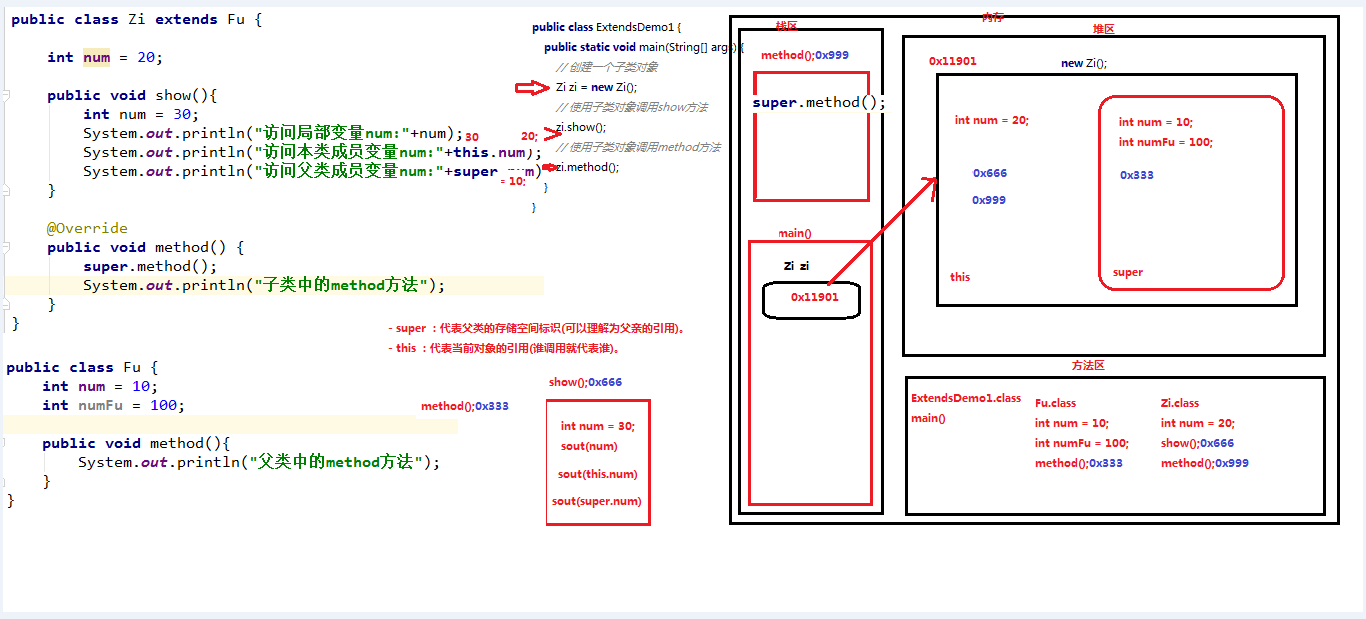 public class Zi extends Fu {
int num = 20;
public void show(){
int num = 30;
System.out.println("访问局部变量num:"+num);
30
System.out.println("访问本类成员变量num:"+this.num);
20;
System.out.println("访问父类成员变量num:"+super
m)
= 10;
}
@Override
public void method() {
super.method();
System.out.println("子类中的method方法");
}
}
- super ：代表父类的存储空间标识(可以理解为父亲的引用)。
- this ：代表当前对象的引用(谁调用就代表谁)。
public class Fu {
int num = 10;
int numFu = 100;
public void method(){
System.out.println("父类中的method方法");
}
}
method();0x333
show();0x666
int num = 30;
sout(num)
sout(this.num)
sout(super.num)
public class ExtendsDemo1 {
public static void main(String[] args) {
// 创建一个子类对象
Zi zi = new Zi();
// 使用子类对象调用show方法
zi.show();
// 使用子类对象调用method方法
zi.method();
}
}
内存
栈区
method();0x999
super.method();
main()
Zi zi
0x11901
堆区
0x11901
new Zi();
int num = 20;
0x666
0x999
this
int num = 10;
int numFu = 100;
0x333
super
方法区
ExtendsDemo1.class
main()
Fu.class
int num = 10;
int numFu = 100;
method();0x333
Zi.class
int num = 20;
show();0x666
method();0x999